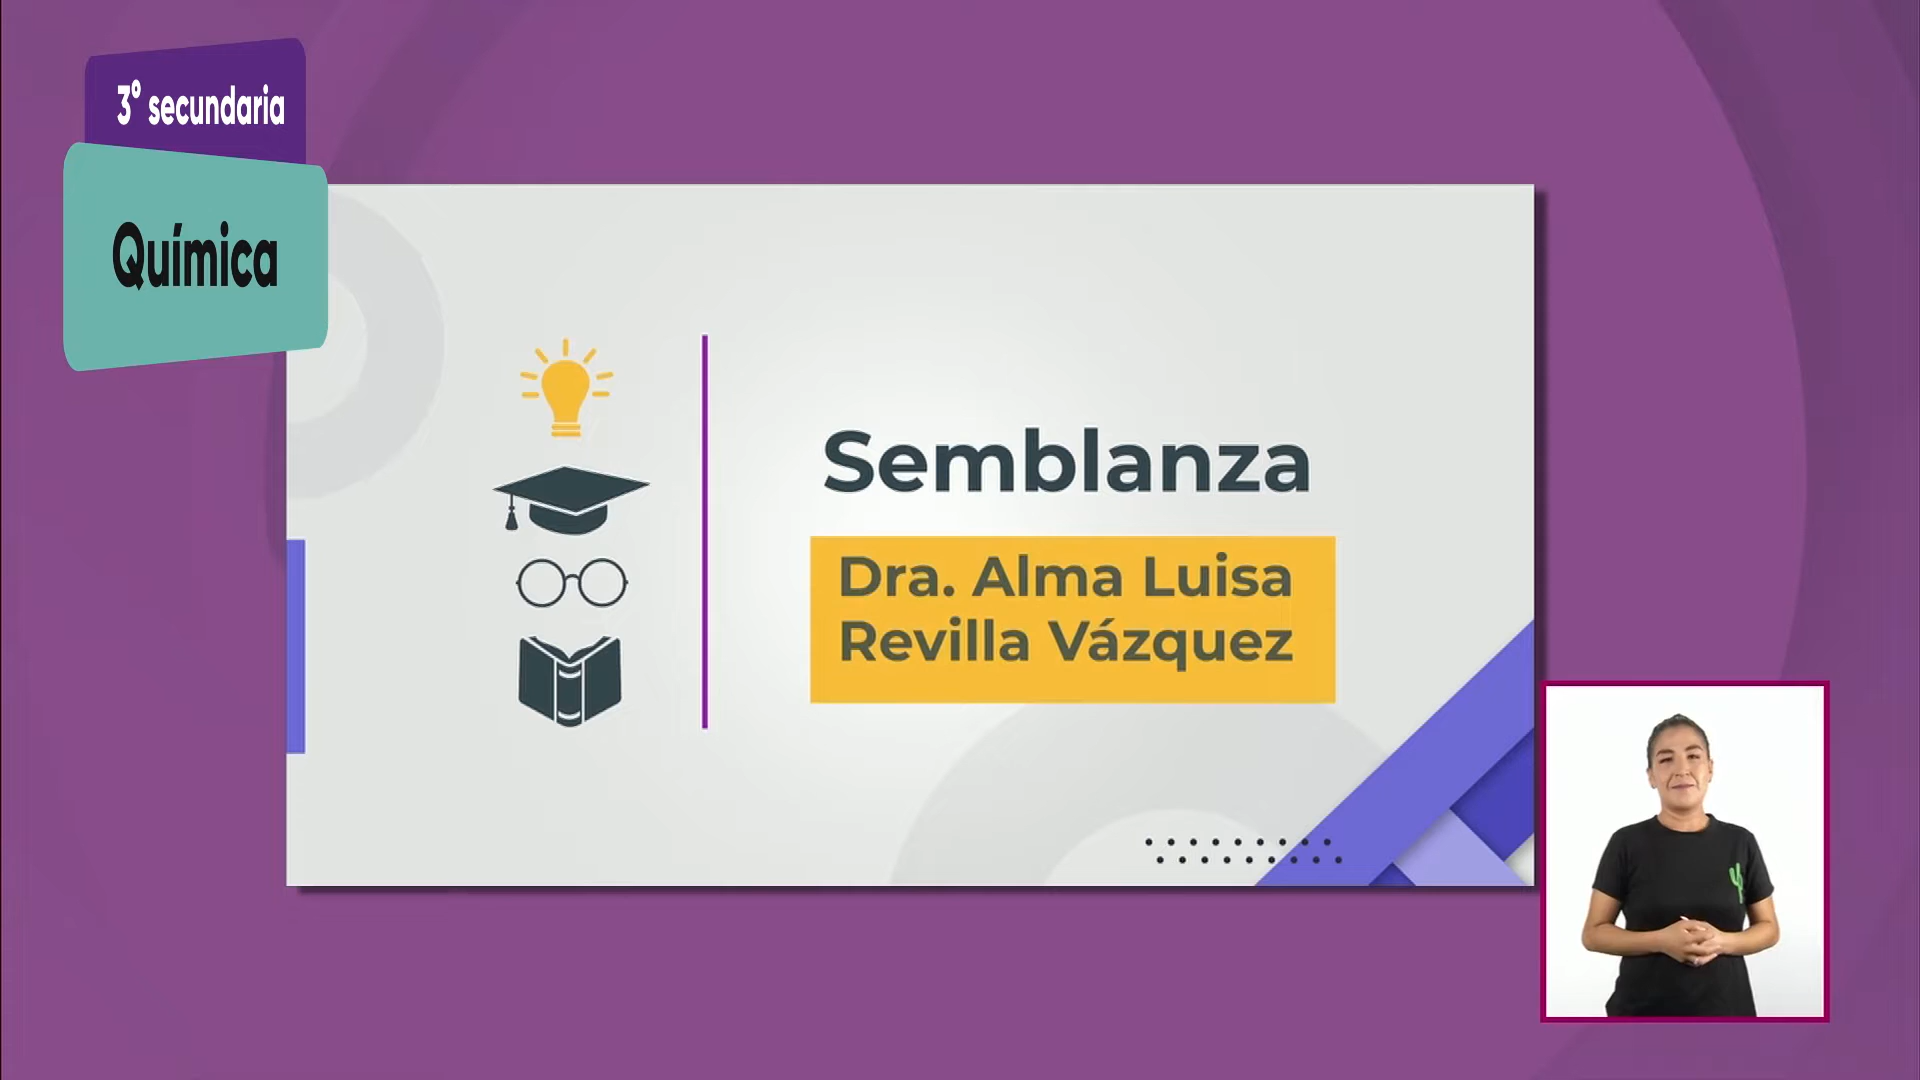 3° secundaria
Química
Semblanza
Dra. Alma Luisa
Revilla Vázquez